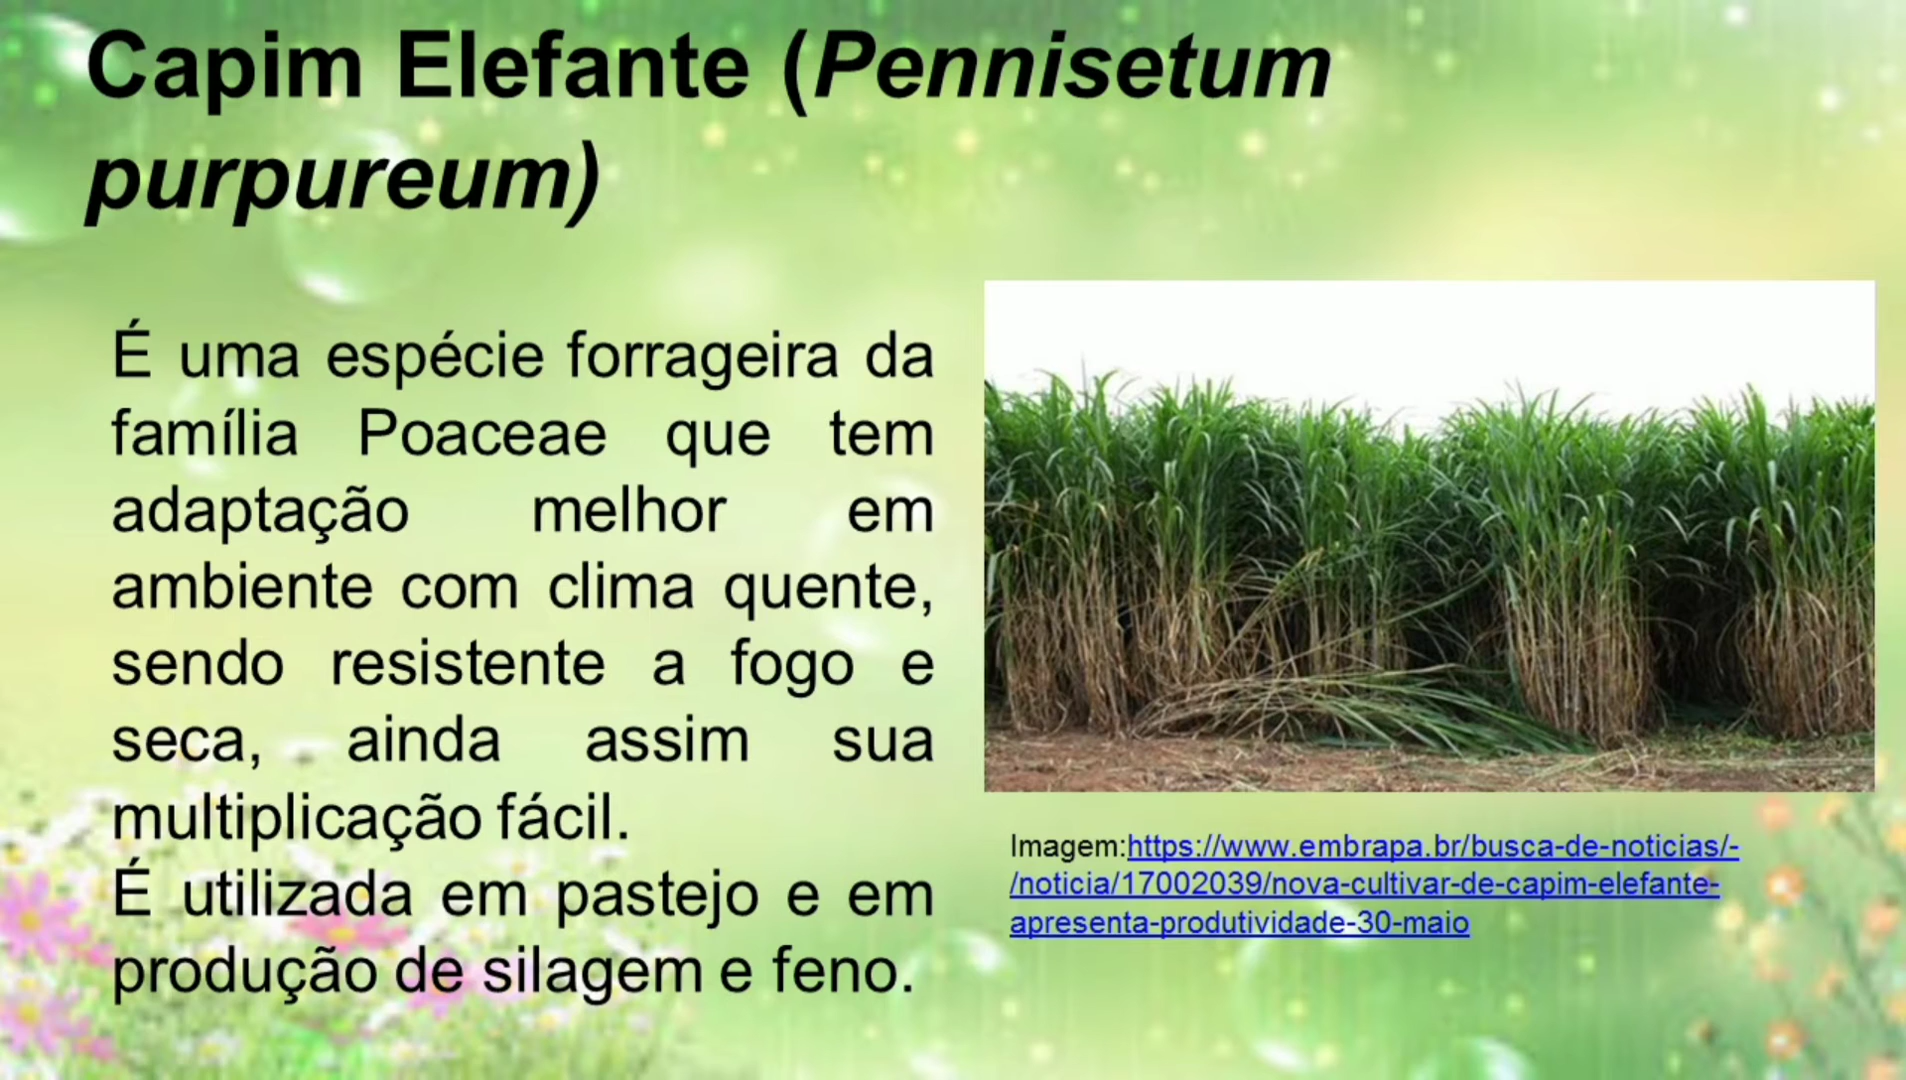 Capim Elefante (Pennisetum
purpureum)
É uma espécie forrageira da
família Poaceae que tem
adaptação melhor em
ambiente com clima quente,
sendo resistente a fogo e
seca, ainda assim sua
multiplicação fácil.
É utilizada em pastejo e em
produção de silagem e feno.
Imagem:https://www.embrapa.br/busca-de-noticias/-
/noticia/17002039/nova-cultivar-de-capim-elefante-
apresenta-produtividade-30-maio